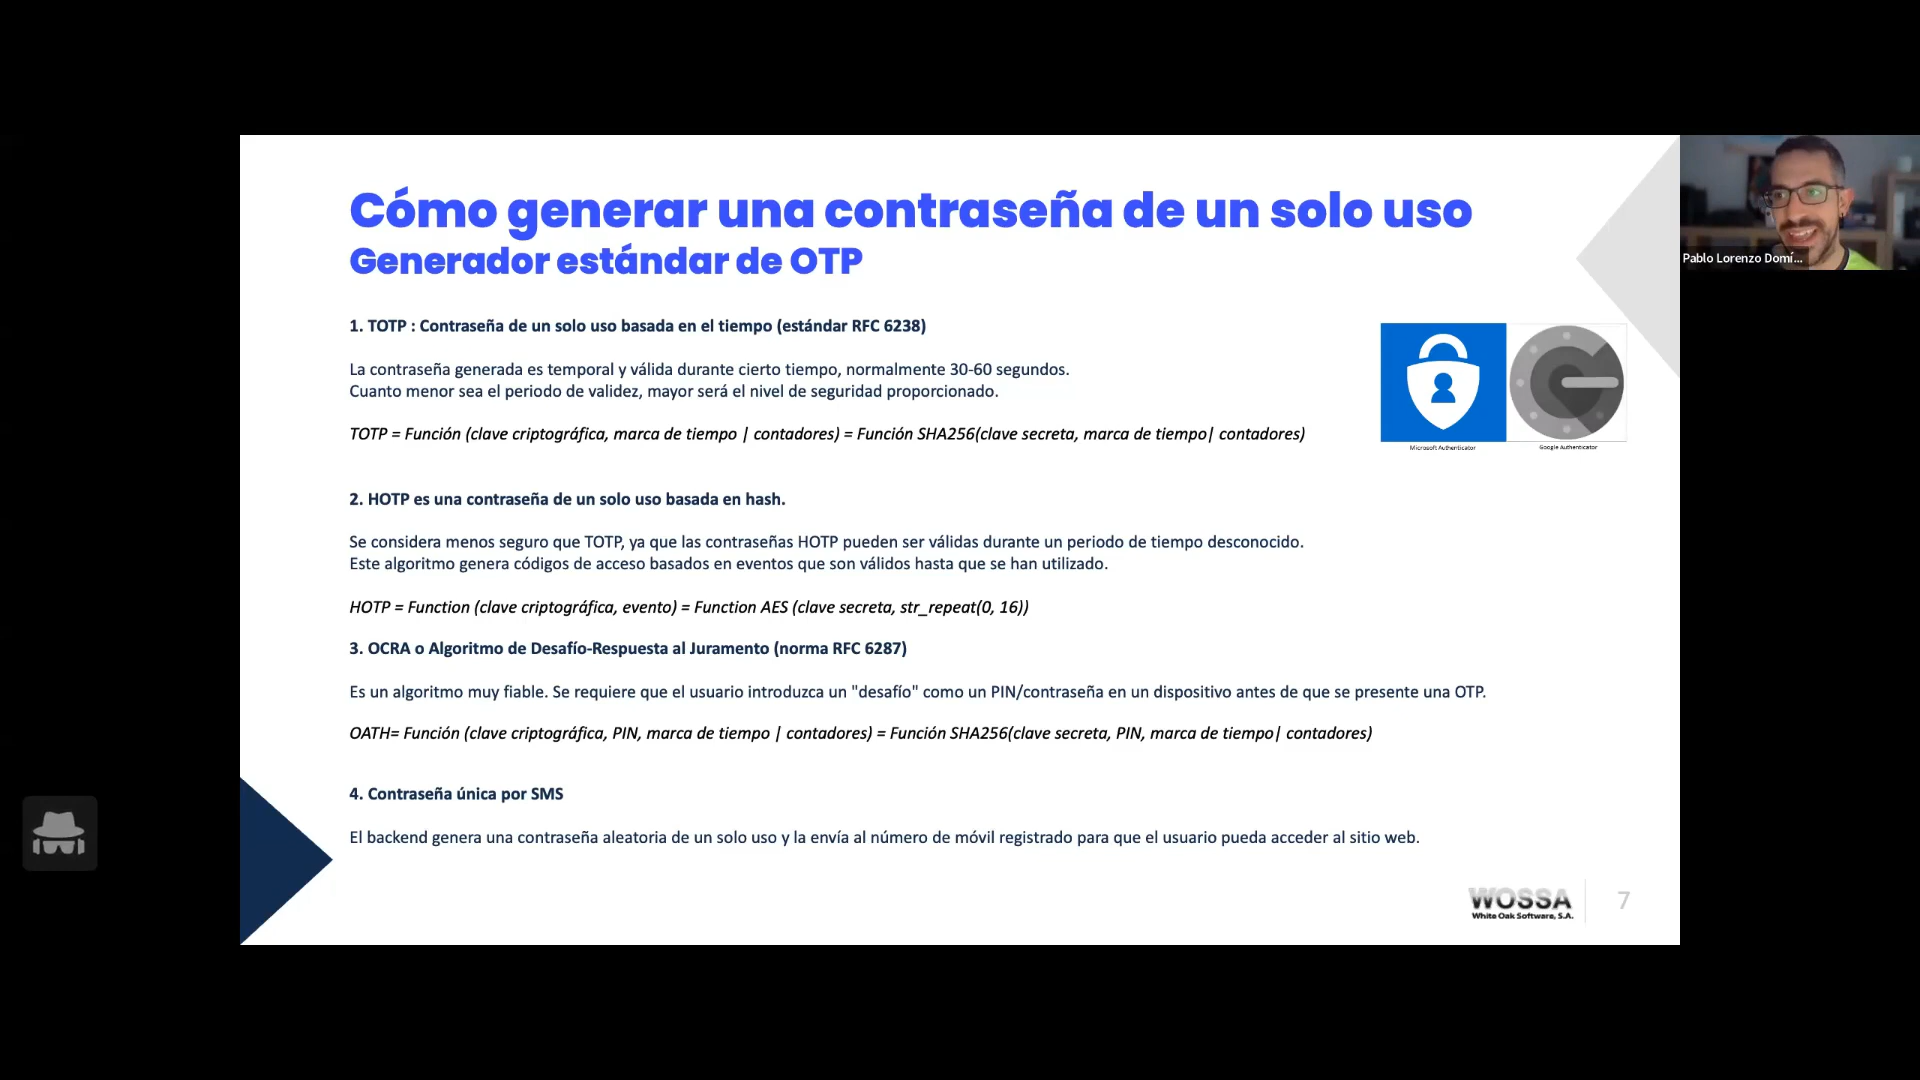 Cómo generar una contraseña de un solo uso
Generador estándar de OTP
1. TOTP : Contraseña de un solo uso basada en el tiempo (estándar RFC 6238)
La contraseña generada es temporal y válida durante cierto tiempo, normalmente 30-60 segundos.
Cuanto menor sea el periodo de validez, mayor será el nivel de seguridad proporcionado.
TOTP = Función (clave criptográfica, marca de tiempo | contadores) = Función SHA256(clave secreta, marca de tiempo| contadores)
Microsoft Authenticator
Google Authenticator
2. HOTP es una contraseña de un solo uso basada en hash.
Se considera menos seguro que TOTP, ya que las contraseñas HOTP pueden ser válidas durante un periodo de tiempo desconocido.
Este algoritmo genera códigos de acceso basados en eventos que son válidos hasta que se han utilizado.
HOTP = Function (clave criptográfica, evento) = Function AES (clave secreta, str_repeat(0, 16))
3. OCRA o Algoritmo de Desafío-Respuesta al Juramento (norma RFC 6287)
Es un algoritmo muy fiable. Se requiere que el usuario introduzca un "desafío" como un PIN/contraseña en un dispositivo antes de que se presente una OTP.
OATH= Función (clave criptográfica, PIN, marca de tiempo | contadores) = Función SHA256(clave secreta, PIN, marca de tiempo| contadores)
4. Contraseña única por SMS
El backend genera una contraseña aleatoria de un solo uso y la envía al número de móvil registrado para que el usuario pueda acceder al sitio web.
WOSSA
White Oak Software, S.A.
7
Pablo Lorenzo Domí...